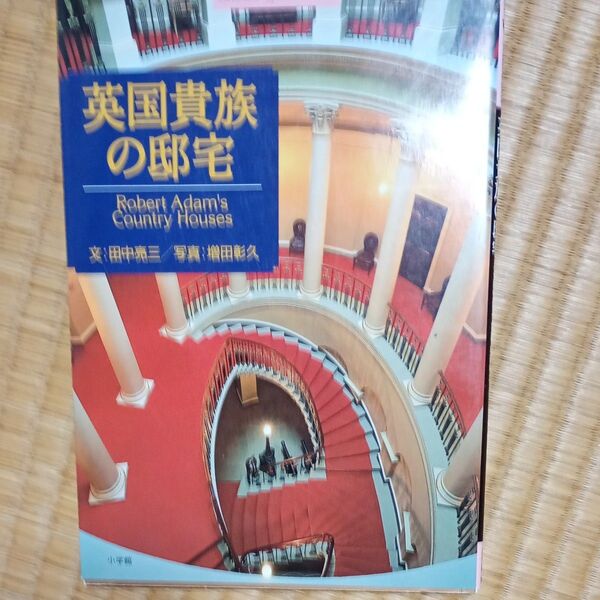 英国貴族
の邸宅
Robert Adam's
Country Houses
文：田中亮三／写真：増田彰久
小学館